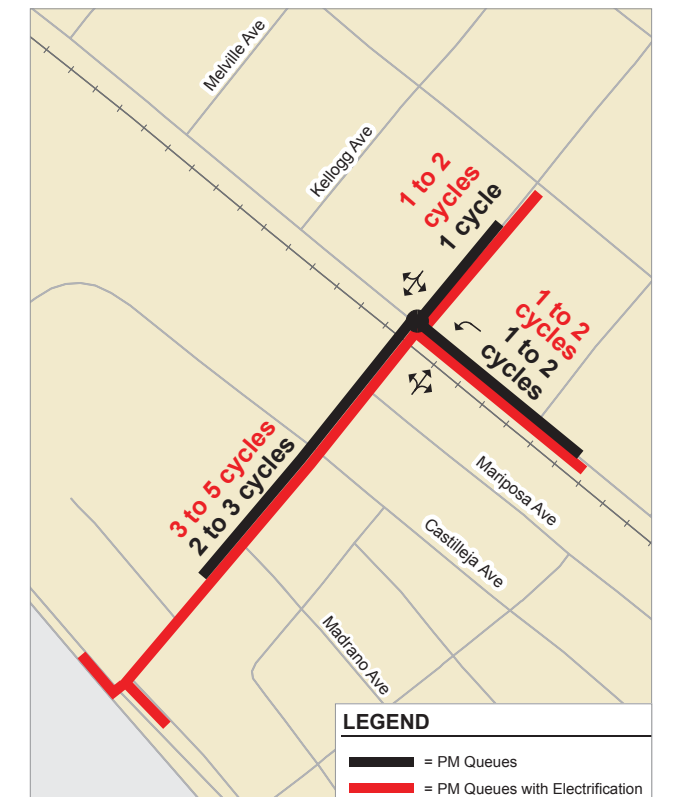 Melville Ave
Kellogg Ave
1 to 2
cycles
1 cycle
1 to 2
cycles
1 to 2
cycles
3 to 5 cycles
2 to 3 cycles
Mariposa Ave
Castilleja Ave
Madrano Ave
LEGEND
= PM Queues
= PM Queues with Electrification